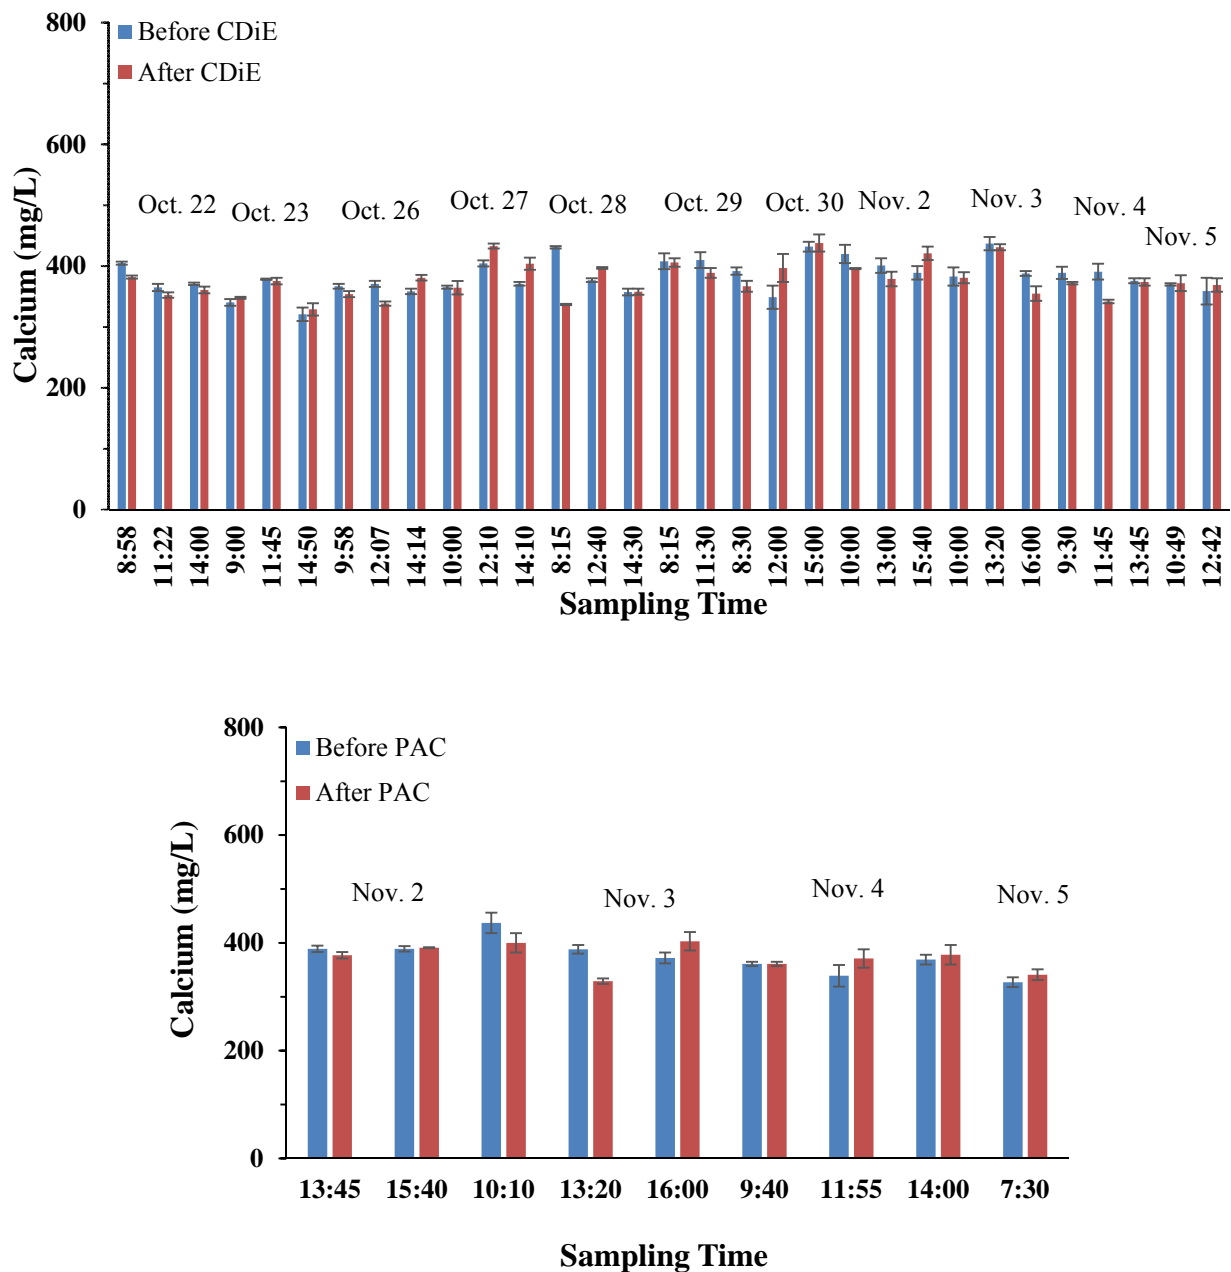 800
Before CDiE
After CDiE
600
Oct. 22
Oct. 23
Oct. 26
Oct. 27
Oct. 28
Oct. 29
Oct. 30
Nov. 2
Nov. 3
Nov. 4
Nov. 5
400
200
0
Calcium (mg/L)
8:58 11:22 14:00 9:00 11:45 14:50 9:58 12:07 14:14 10:00 12:10 14:10 8:15 12:40 14:30 8:15 11:30 8:30 12:00 15:00 10:00 13:00 15:40 10:00 13:20 16:00 9:30 11:45 13:45 10:49 12:42
Sampling Time
800
Before PAC
After PAC
600
Nov. 2
Nov. 3
Nov. 4
Nov. 5
400
200
0
Calcium (mg/L)
13:45 15:40 10:10 13:20 16:00 9:40 11:55 14:00 7:30
Sampling Time